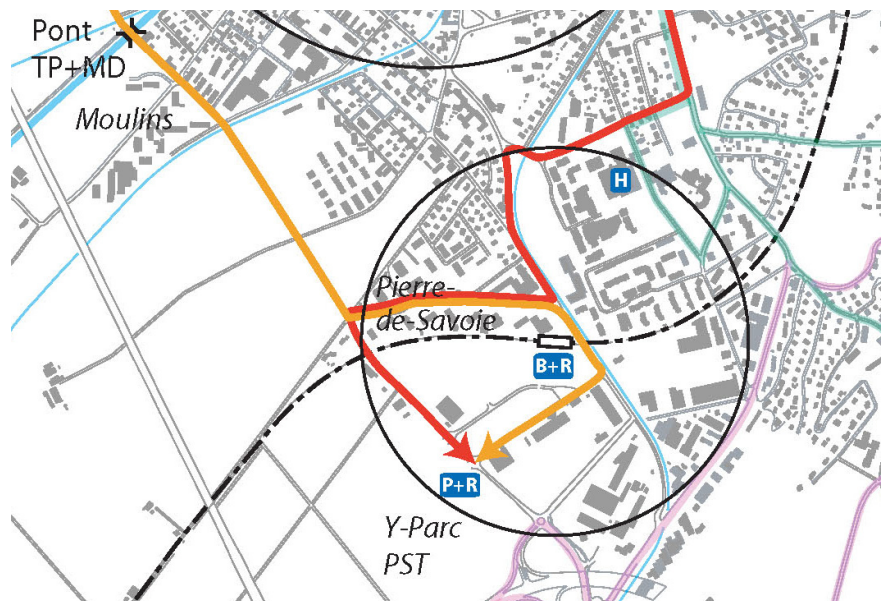 Pont
TP+MD
Moulins
H
Pierre-
de-Savoie
B+R
P+R
Y-Parc
PST